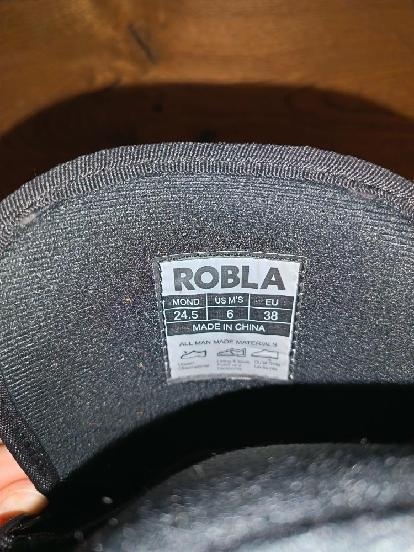 ROBLA
MOND US M'S EU
24.5 6 38
MADE IN CHINA
ALL MAN MADE MATERIALS